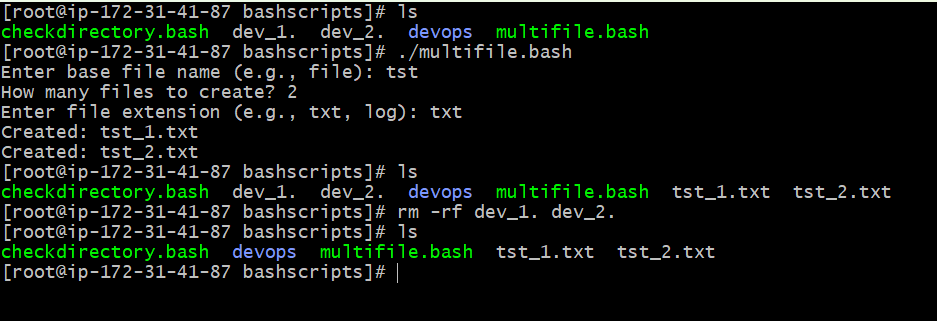 [root@ip-172-31-41-87 bashscripts]# ls
checkdirectory.bash  dev_1.  dev_2.  devops  multifile.bash
[root@ip-172-31-41-87 bashscripts]# ./multifile.bash
Enter base file name (e.g., file): tst
How many files to create? 2
Enter file extension (e.g., txt, log): txt
Created: tst_1.txt
Created: tst_2.txt
[root@ip-172-31-41-87 bashscripts]# ls
checkdirectory.bash  dev_1.  dev_2.  devops  multifile.bash  tst_1.txt  tst_2.txt
[root@ip-172-31-41-87 bashscripts]# rm -rf dev_1. dev_2.
[root@ip-172-31-41-87 bashscripts]# ls
checkdirectory.bash  devops  multifile.bash  tst_1.txt  tst_2.txt
[root@ip-172-31-41-87 bashscripts]#